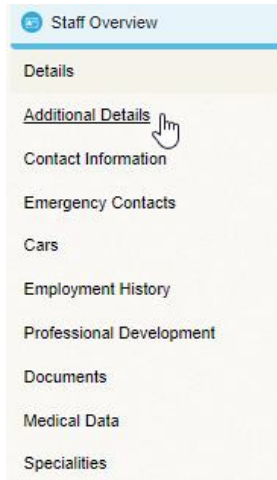 Staff Overview
Details
Additional Details
Contact Information
Emergency Contacts
Cars
Employment History
Professional Development
Documents
Medical Data
Specialities